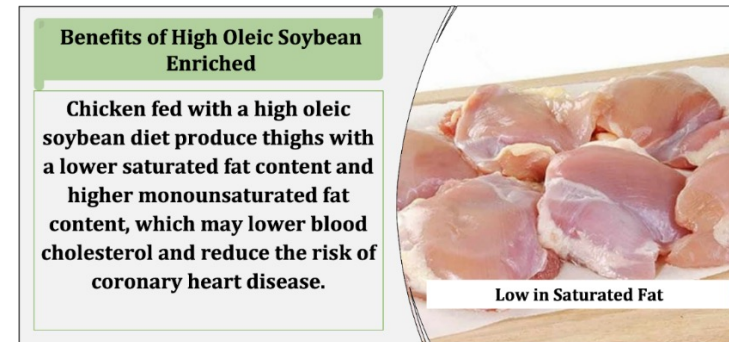 Benefits of High Oleic Soybean
Enriched
Chicken fed with a high oleic
soybean diet produce thighs with
a lower saturated fat content and
higher monounsaturated fat
content, which may lower blood
cholesterol and reduce the risk of
coronary heart disease.
Low in Saturated Fat